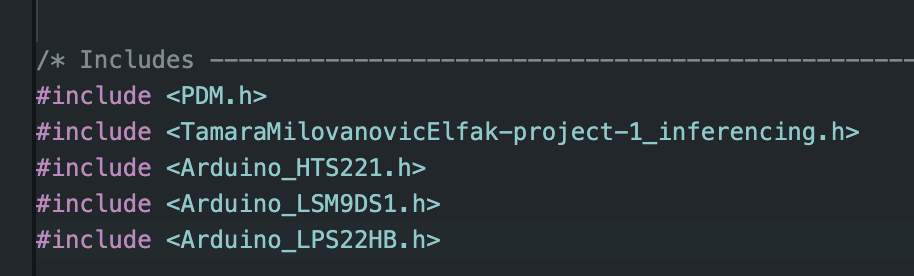 /* Includes ------------------------------------------------
#include <PDM.h>
#include <TamaraMilovanovicElfak-project-1_inferencing.h>
#include <Arduino_HTS221.h>
#include <Arduino_LSM9DS1.h>
#include <Arduino_LPS22HB.h>